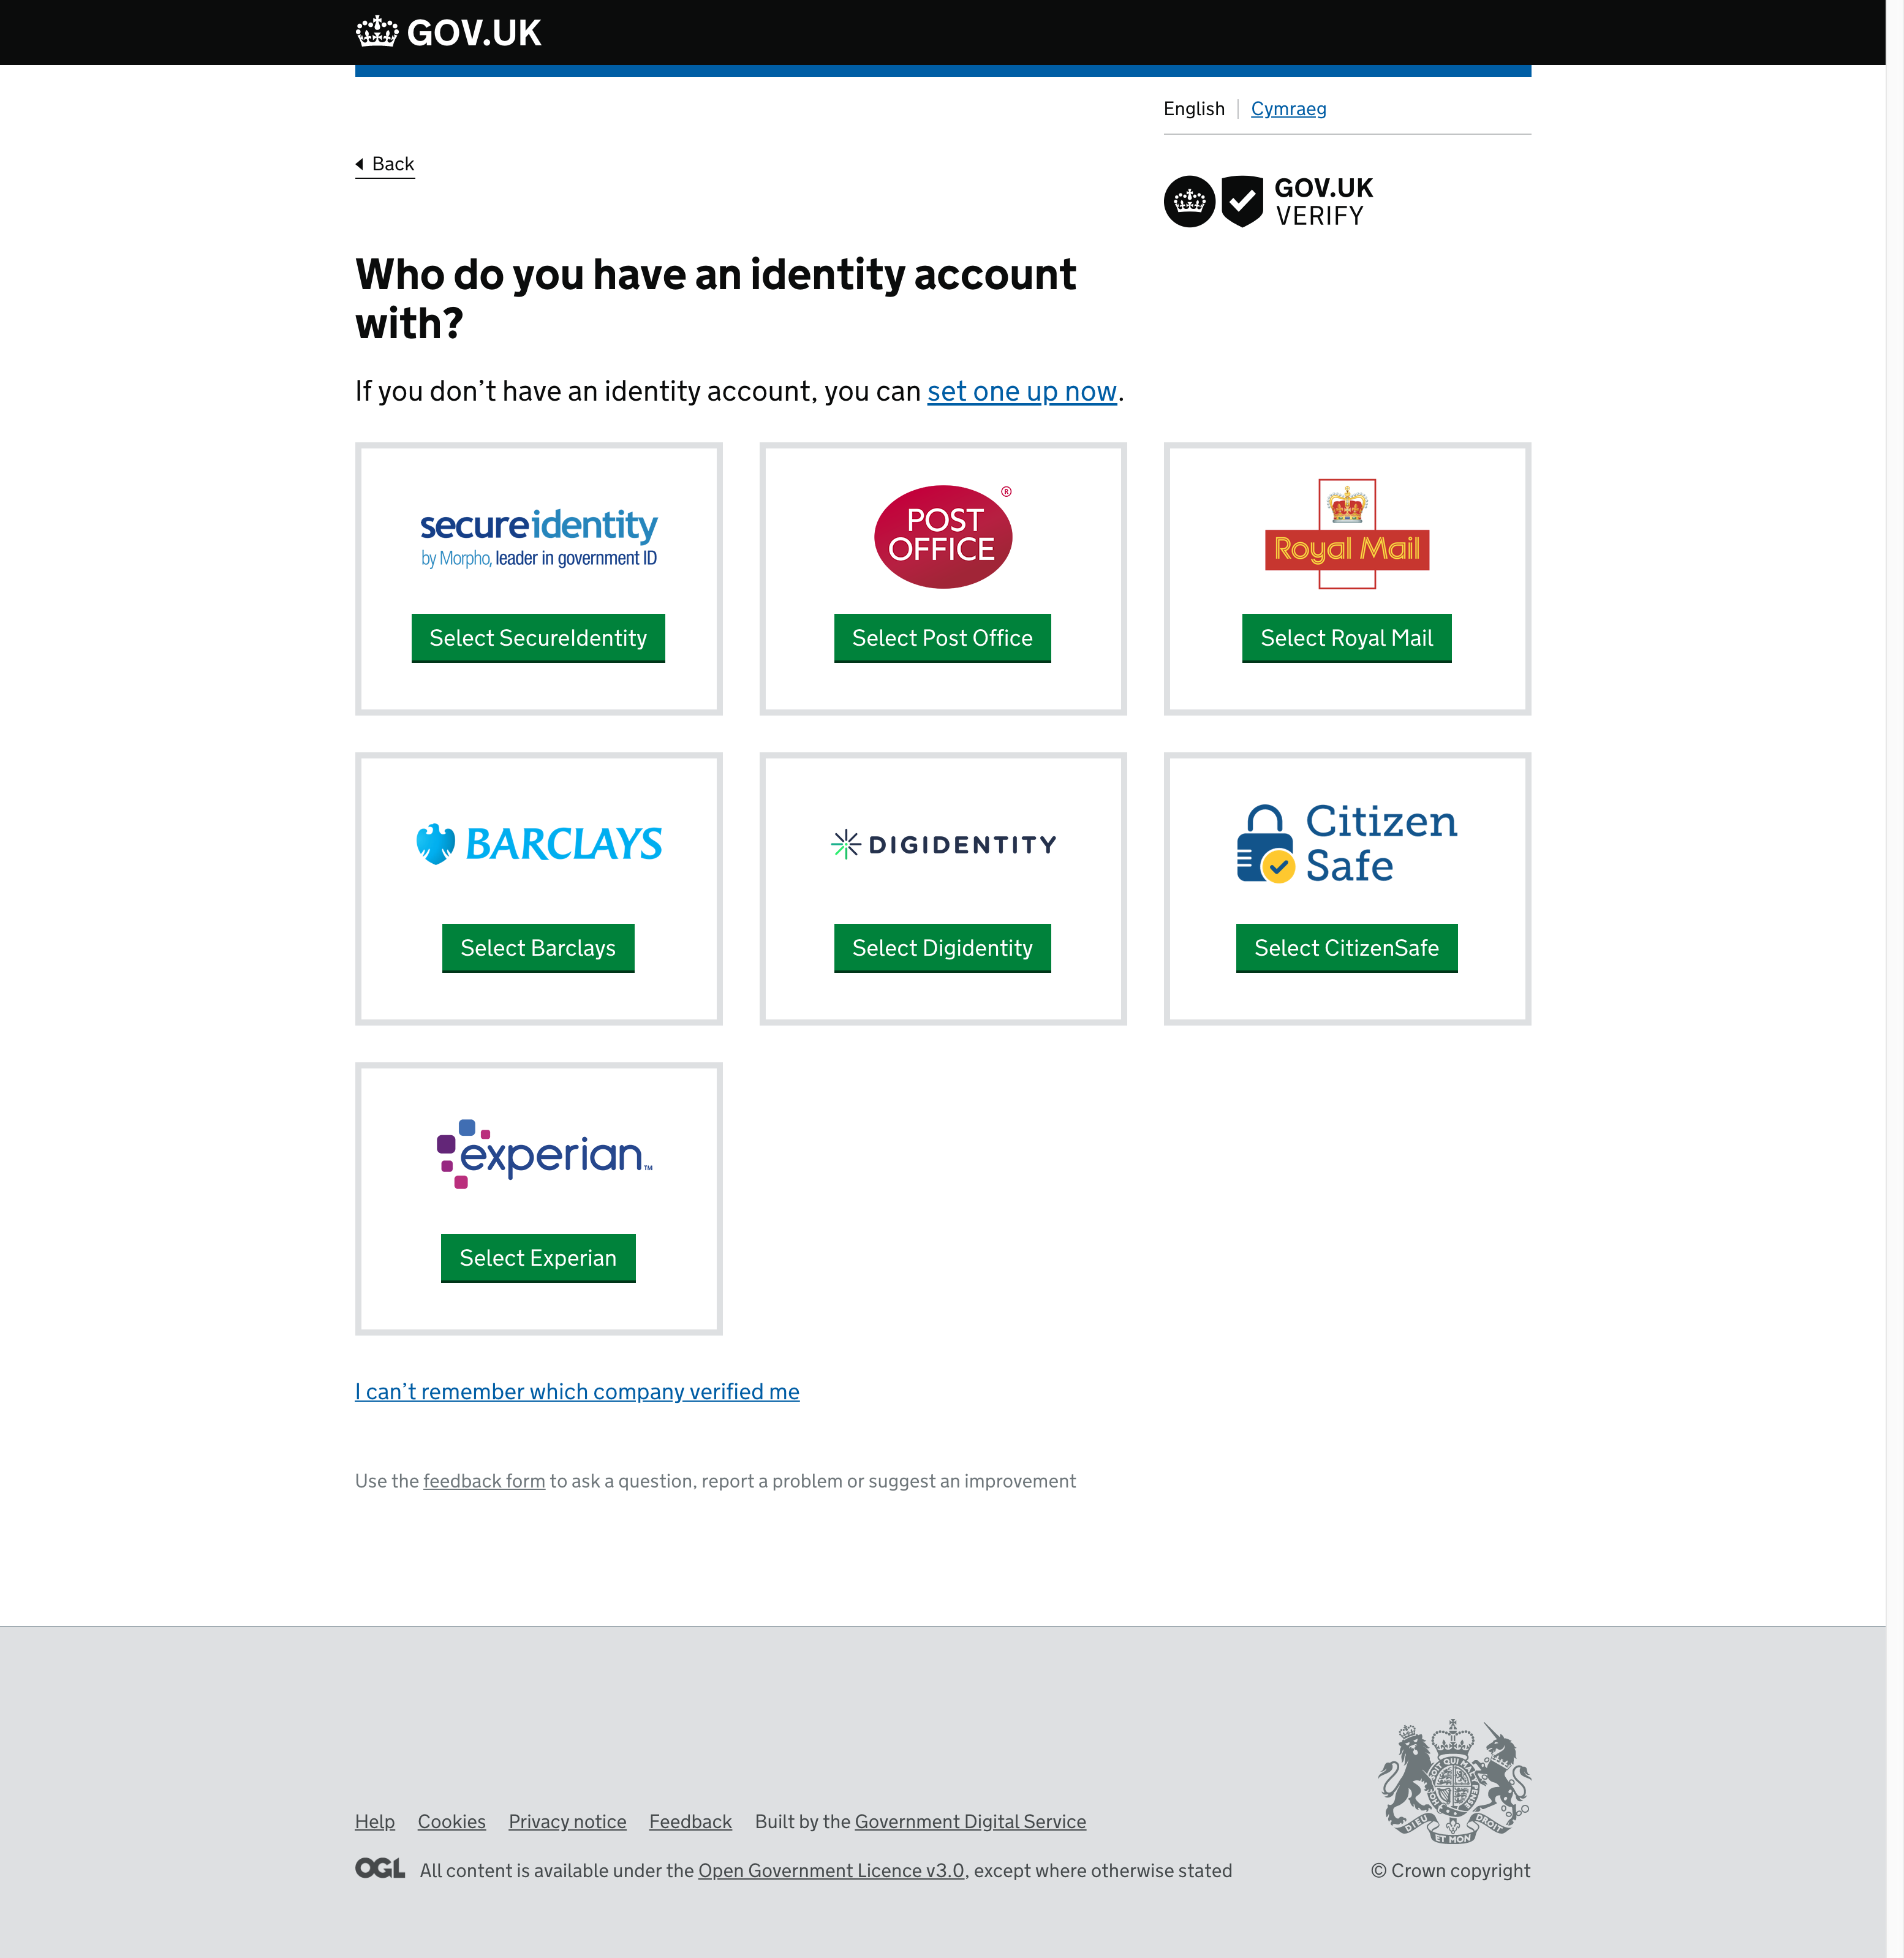 GOV.UK
English Cymraeg
Back
GOV.UK
VERIFY
Who do you have an identity account
with?
If you don’t have an identity account, you can set one up now.
secureidentity
by Morpho, leader in government ID
Select SecureIdentity
POST
OFFICE
®
Select Post Office
Royal Mail
Select Royal Mail
BARCLAYS
Select Barclays
DIGIDENTITY
Select Digidentity
Citizen
Safe
Select CitizenSafe
experian™
Select Experian
I can’t remember which company verified me
Use the feedback form to ask a question, report a problem or suggest an improvement
Help Cookies Privacy notice Feedback Built by the Government Digital Service
OGL All content is available under the Open Government Licence v3.0, except where otherwise stated
DIEU ET MON DROIT
© Crown copyright